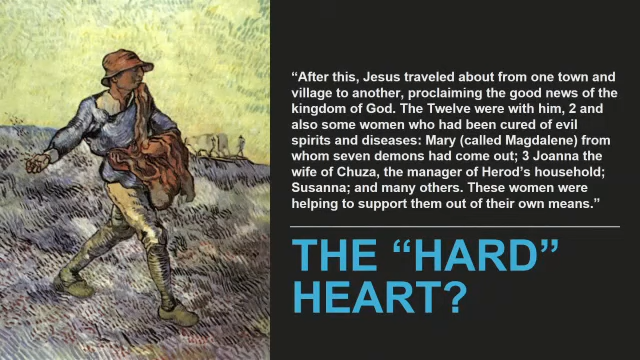 “After this, Jesus traveled about from one town and
village to another, proclaiming the good news of the
kingdom of God. The Twelve were with him, 2 and
also some women who had been cured of evil
spirits and diseases: Mary (called Magdalene) from
whom seven demons had come out; 3 Joanna the
wife of Chuza, the manager of Herod’s household;
Susanna; and many others. These women were
helping to support them out of their own means.”
THE “HARD”
HEART?